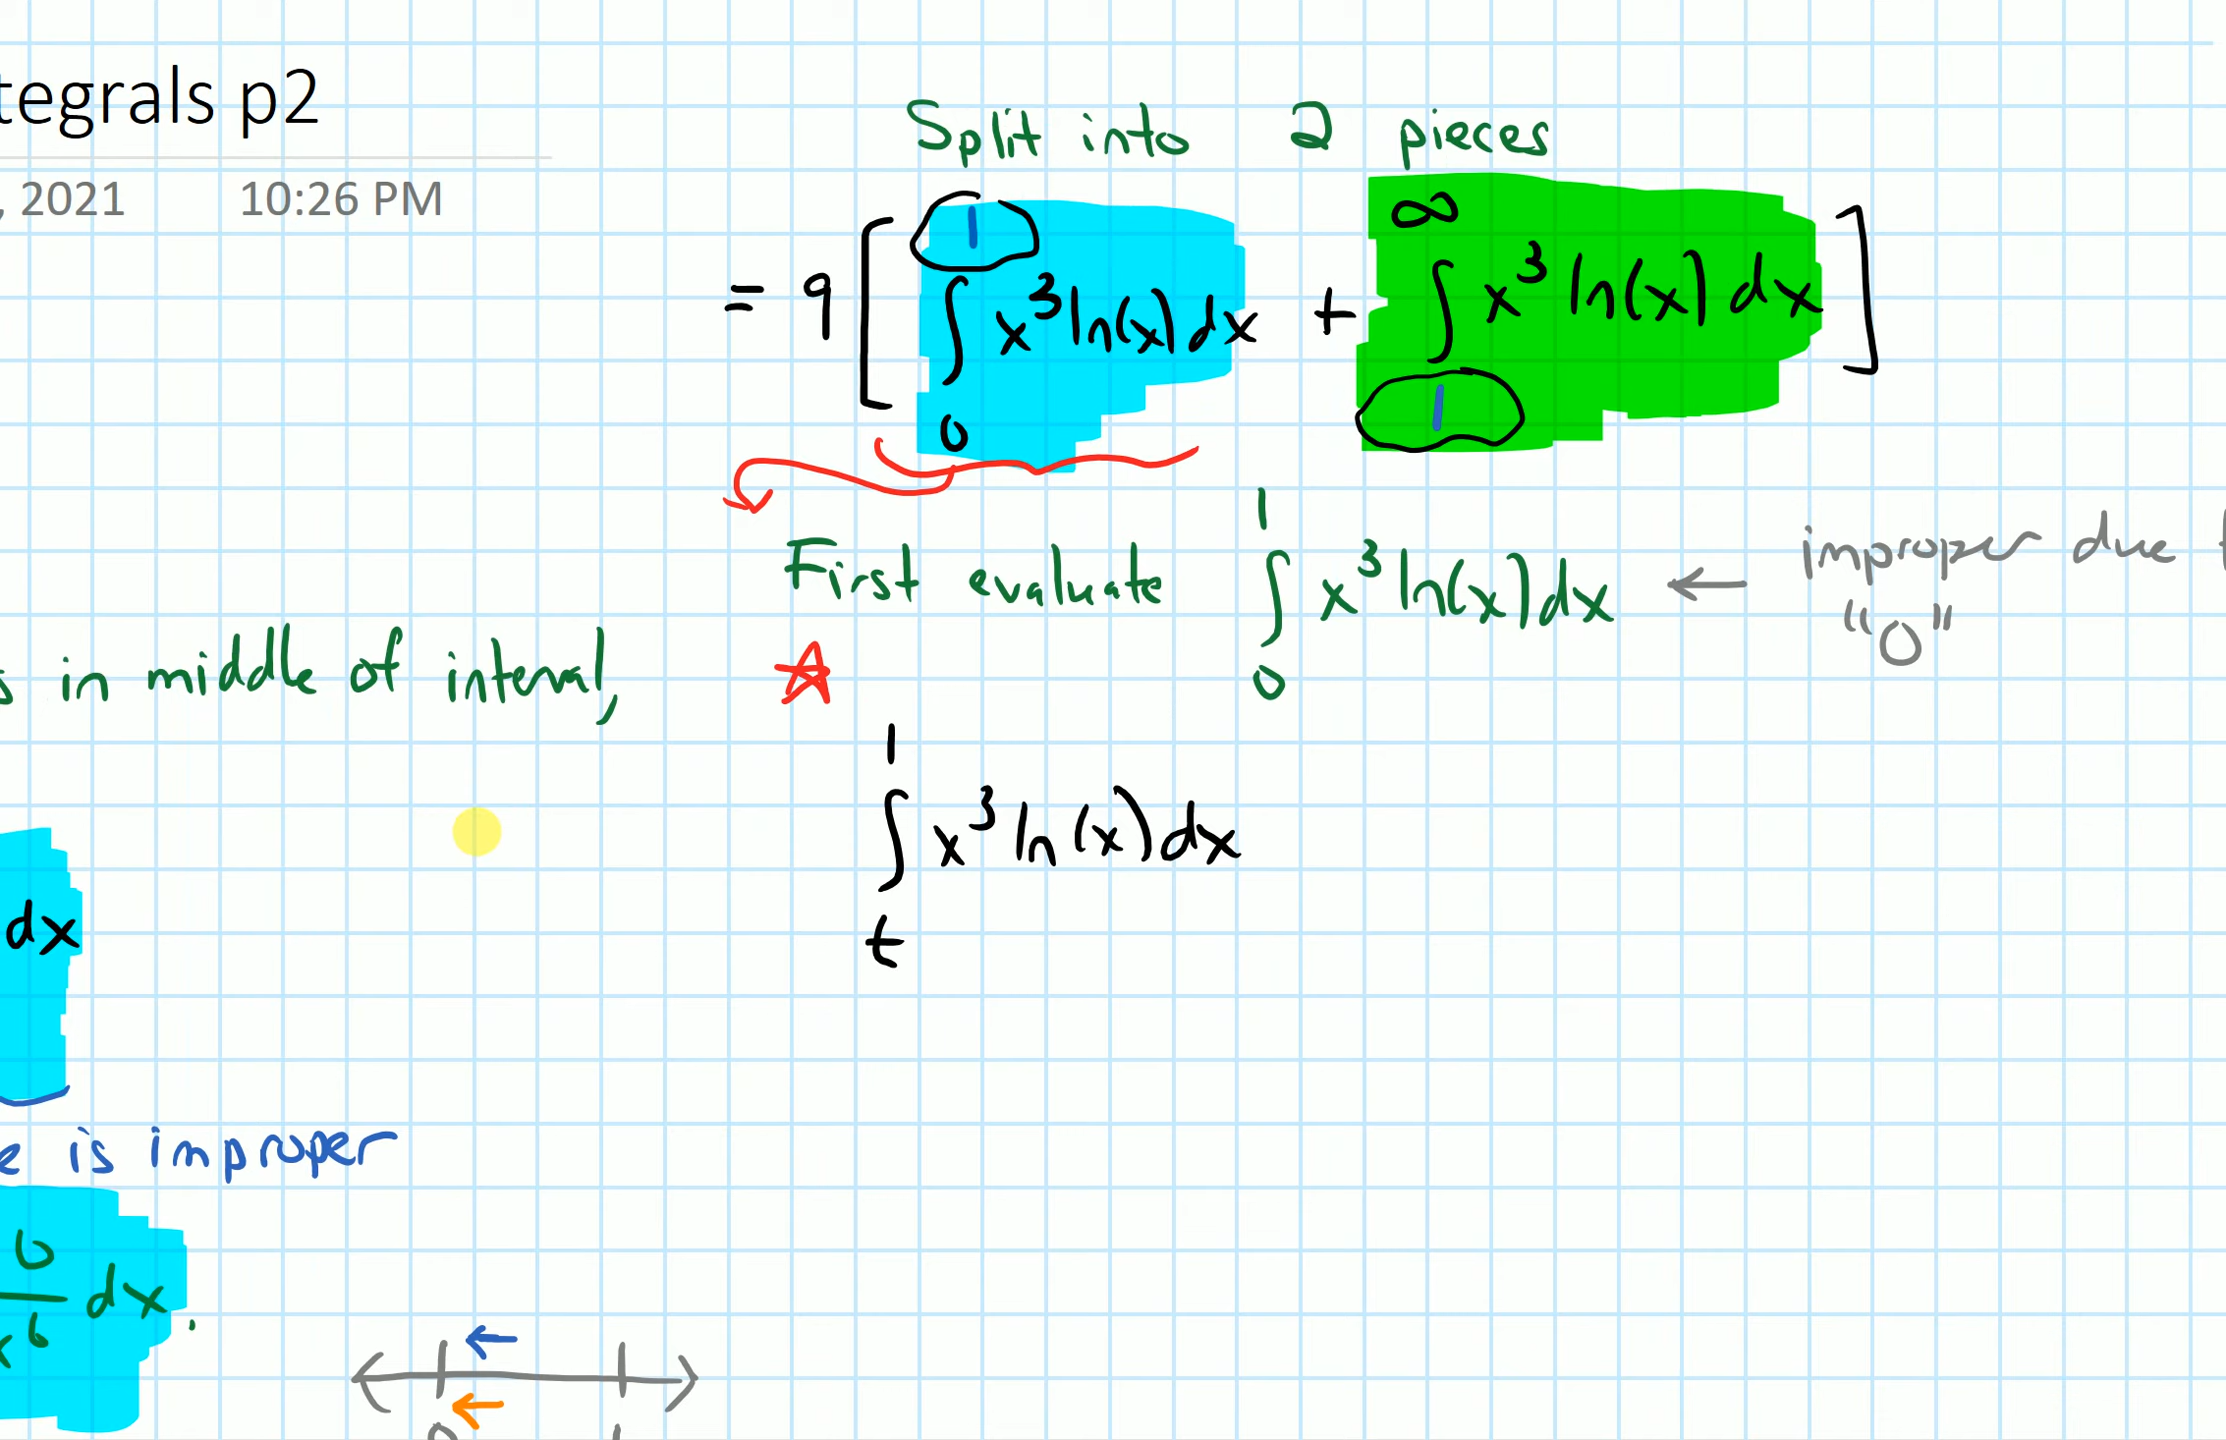 tegrals p2
, 2021 10:26 PM
Split into 2 pieces
= 9 [ ∫₀¹ x³ ln(x) dx + ∫₁^∞ x³ ln(x) dx ]
First evaluate ∫₀¹ x³ ln(x) dx ← improper due
"0"
s in middle of interval,
∫ₜ¹ x³ ln(x) dx
dx
e is improper
6/x⁶ dx.